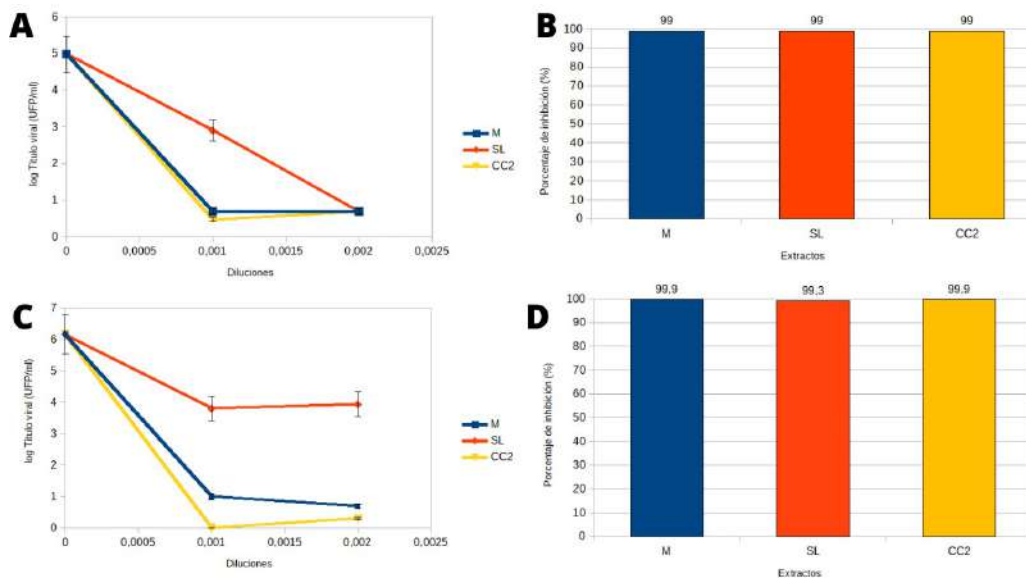 A
6
5
4
3
2
1
0
log Título viral (UFP/ml)
0 0,0005 0,001 0,0015 0,002 0,0025
Diluciones
M
SL
CC2
B
99 99 99
100
90
80
70
60
50
40
30
20
10
0
Porcentaje de inhibición (%)
M SL CC2
Extractos
C
7
6
5
4
3
2
1
0
log Título viral (UFP/ml)
0 0,0005 0,001 0,0015 0,002 0,0025
Diluciones
M
SL
CC2
D
99,9 99,3 99,9
100
90
80
70
60
50
40
30
20
10
0
Porcentaje de inhibición (%)
M SL CC2
Extractos